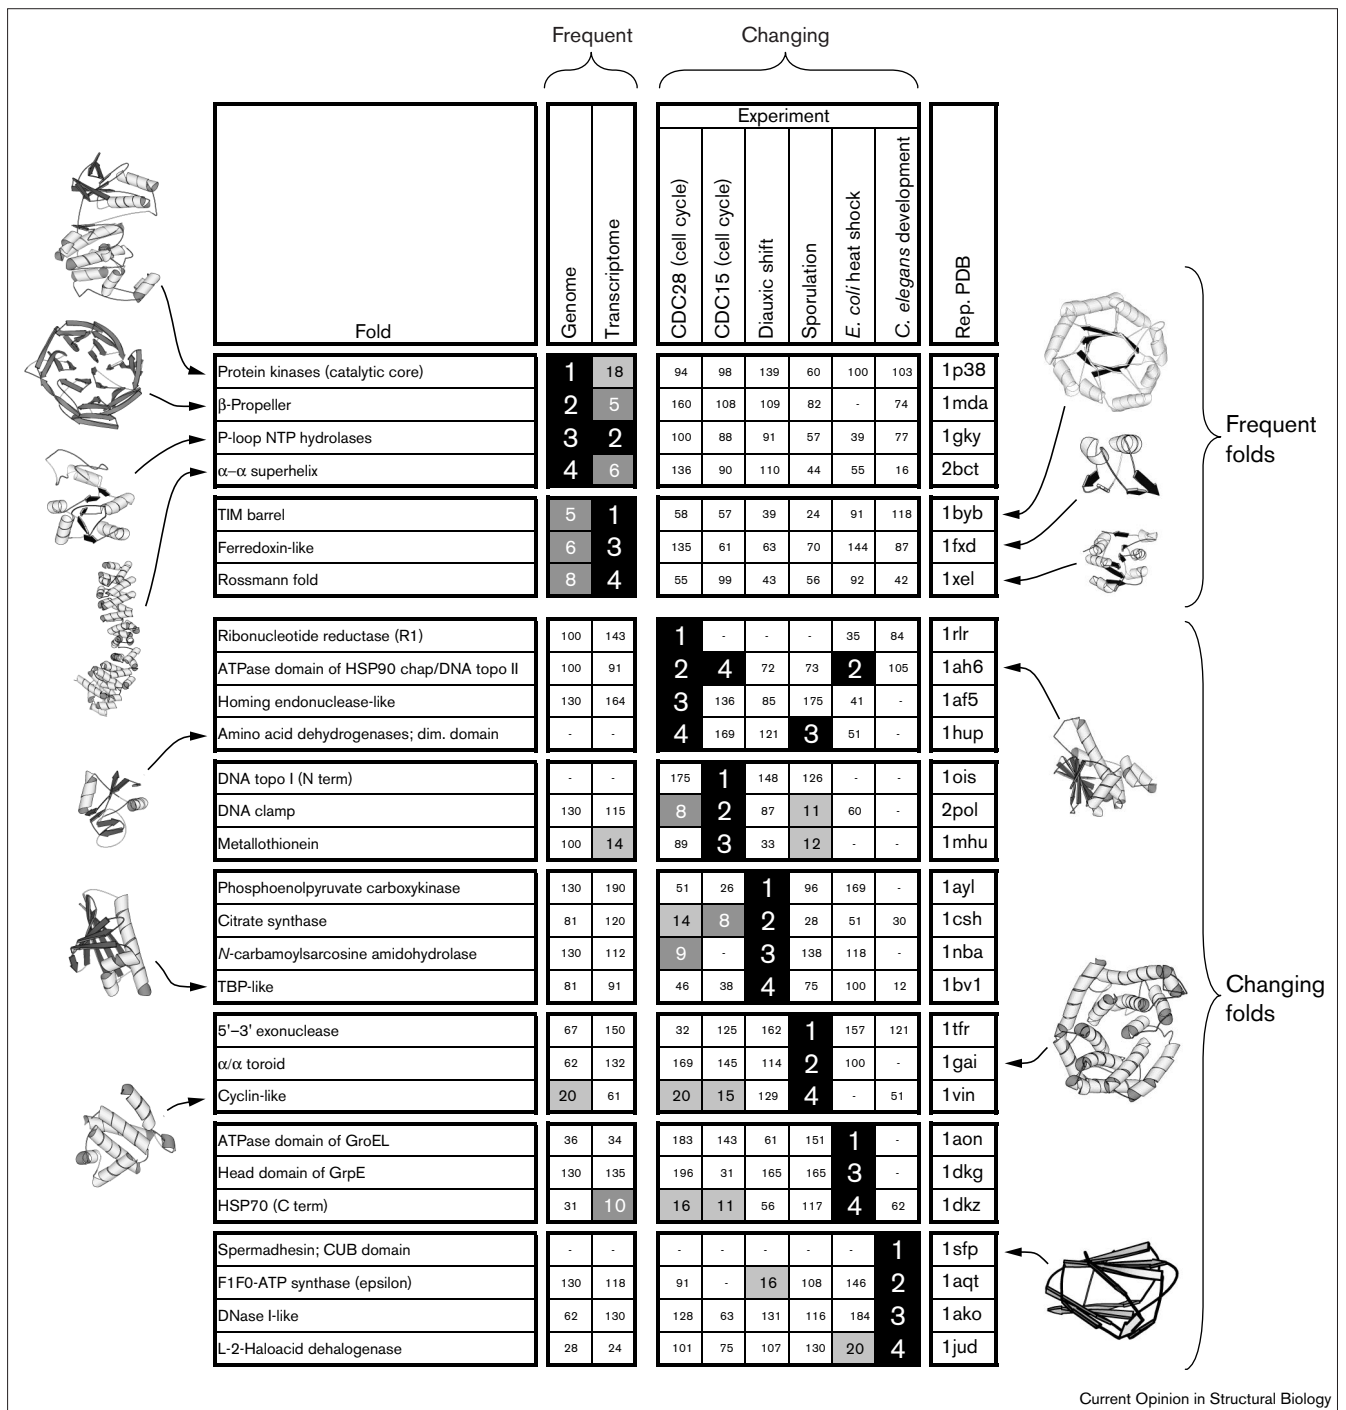 Frequent Changing
Experiment
Fold Genome Transcriptome CDC28 (cell cycle) CDC15 (cell cycle) Diauxic shift Sporulation E. coli heat shock C. elegans development Rep. PDB
Protein kinases (catalytic core) 1 18 94 98 139 60 100 103 1p38
β-Propeller 2 5 160 108 109 82 - 74 1mda
P-loop NTP hydrolases 3 2 100 88 91 57 39 77 1gky
α–α superhelix 4 6 136 90 110 44 55 16 2bct
TIM barrel 5 1 58 57 39 24 91 118 1byb
Ferredoxin-like 6 3 135 61 63 70 144 87 1fxd
Rossmann fold 8 4 55 99 43 56 92 42 1xel
Frequent
folds
Ribonucleotide reductase (R1) 100 143 1 - - - 35 84 1rlr
ATPase domain of HSP90 chap/DNA topo II 100 91 2 4 72 73 2 105 1ah6
Homing endonuclease-like 130 164 3 136 85 175 41 - 1af5
Amino acid dehydrogenases; dim. domain - - 4 169 121 3 51 - 1hup
DNA topo I (N term) - - 175 1 148 126 - - 1ois
DNA clamp 130 115 8 2 87 11 60 - 2pol
Metallothionein 100 14 89 3 33 12 - - 1mhu
Phosphoenolpyruvate carboxykinase 130 190 51 26 1 96 169 - 1ayl
Citrate synthase 81 120 14 8 2 28 51 30 1csh
N-carbamoylsarcosine amidohydrolase 130 112 9 - 3 138 118 - 1nba
TBP-like 81 91 46 38 4 75 100 12 1bv1
Changing
folds
5'–3' exonuclease 67 150 32 125 162 1 157 121 1tfr
α/α toroid 62 132 169 145 114 2 100 - 1gai
Cyclin-like 20 61 20 15 129 4 - 51 1vin
ATPase domain of GroEL 36 34 183 143 61 151 1 - 1aon
Head domain of GrpE 130 135 196 31 165 165 3 - 1dkg
HSP70 (C term) 31 10 16 11 56 117 4 62 1dkz
Spermadhesin; CUB domain - - - - - - - 1 1sfp
F1F0-ATP synthase (epsilon) 130 118 91 - 16 108 146 2 1aqt
DNase I-like 62 130 128 63 131 116 184 3 1ako
L-2-Haloacid dehalogenase 28 24 101 75 107 130 20 4 1jud
Current Opinion in Structural Biology